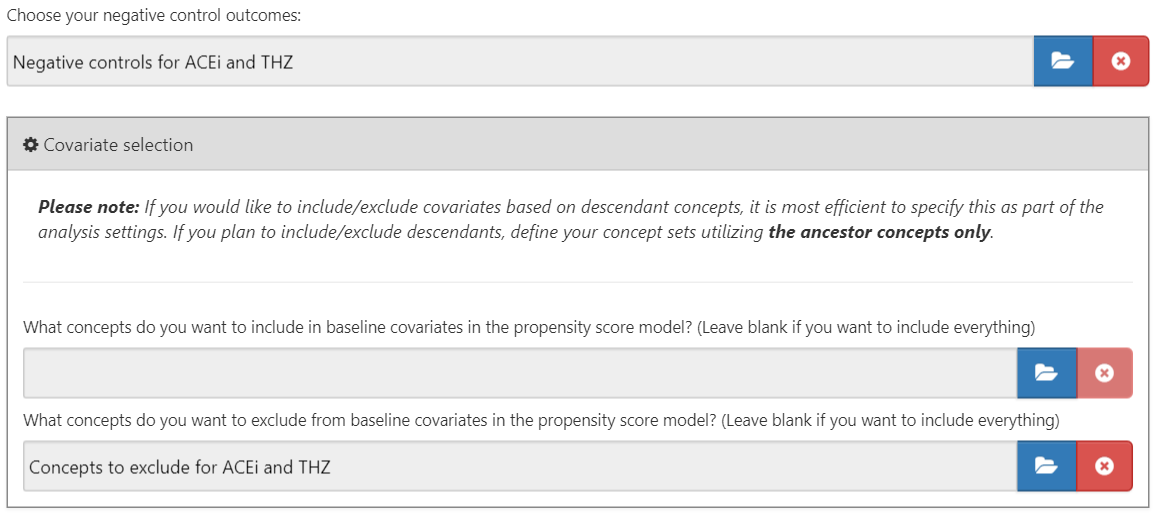 Choose your negative control outcomes:
Negative controls for ACEi and THZ
Covariate selection
Please note: If you would like to include/exclude covariates based on descendant concepts, it is most efficient to specify this as part of the
analysis settings. If you plan to include/exclude descendants, define your concept sets utilizing the ancestor concepts only.
What concepts do you want to include in baseline covariates in the propensity score model? (Leave blank if you want to include everything)
What concepts do you want to exclude from baseline covariates in the propensity score model? (Leave blank if you want to include everything)
Concepts to exclude for ACEi and THZ